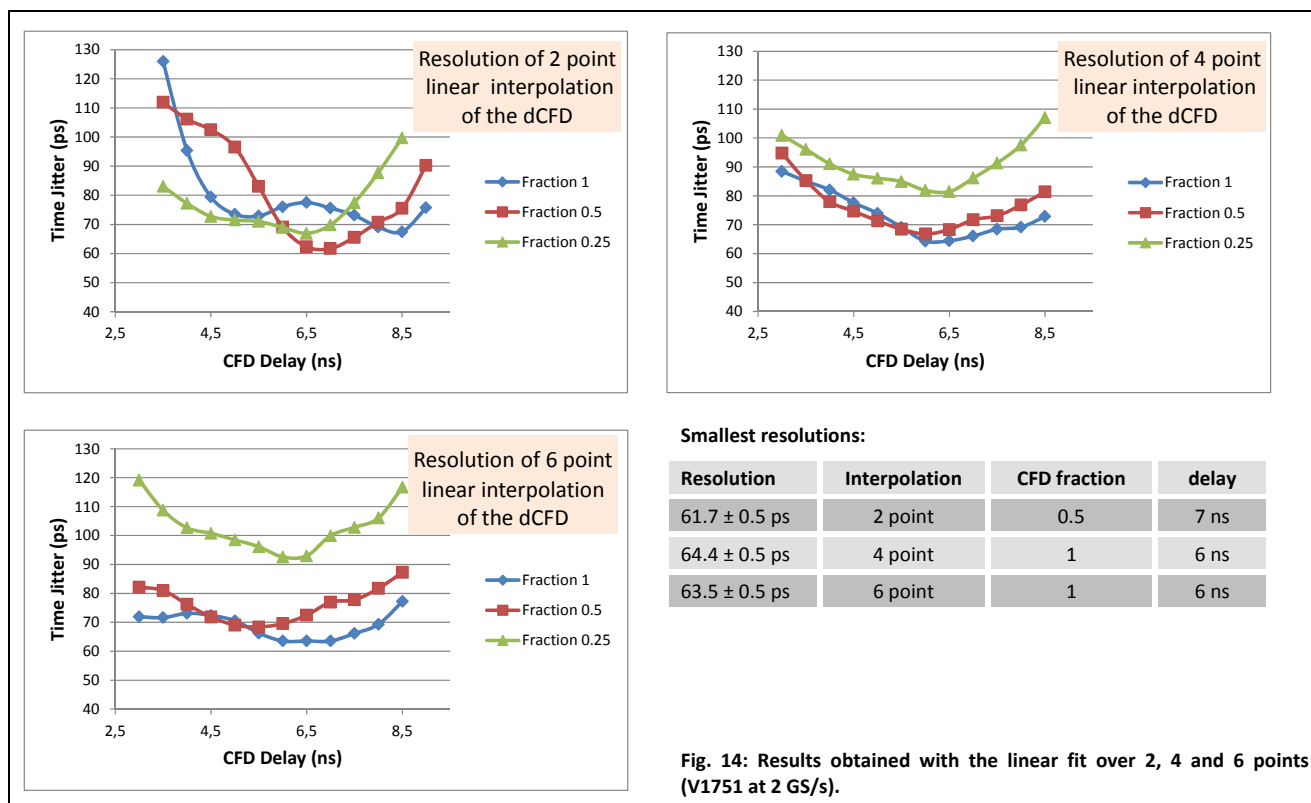 Resolution of 2 point
linear interpolation
of the dCFD
130
120
110
100
90
80
70
60
50
40
Time Jitter (ps)
2,5 4,5 6,5 8,5
CFD Delay (ns)
Fraction 1
Fraction 0.5
Fraction 0.25
Resolution of 4 point
linear interpolation
of the dCFD
130
120
110
100
90
80
70
60
50
40
Time Jitter (ps)
2,5 4,5 6,5 8,5
CFD Delay (ns)
Fraction 1
Fraction 0.5
Fraction 0.25
Resolution of 6 point
linear interpolation
of the dCFD
130
120
110
100
90
80
70
60
50
40
Time Jitter (ps)
2,5 4,5 6,5 8,5
CFD Delay (ns)
Fraction 1
Fraction 0.5
Fraction 0.25
Smallest resolutions:
Resolution Interpolation CFD fraction delay
61.7 ± 0.5 ps 2 point 0.5 7 ns
64.4 ± 0.5 ps 4 point 1 6 ns
63.5 ± 0.5 ps 6 point 1 6 ns
Fig. 14: Results obtained with the linear fit over 2, 4 and 6 points
(V1751 at 2 GS/s).